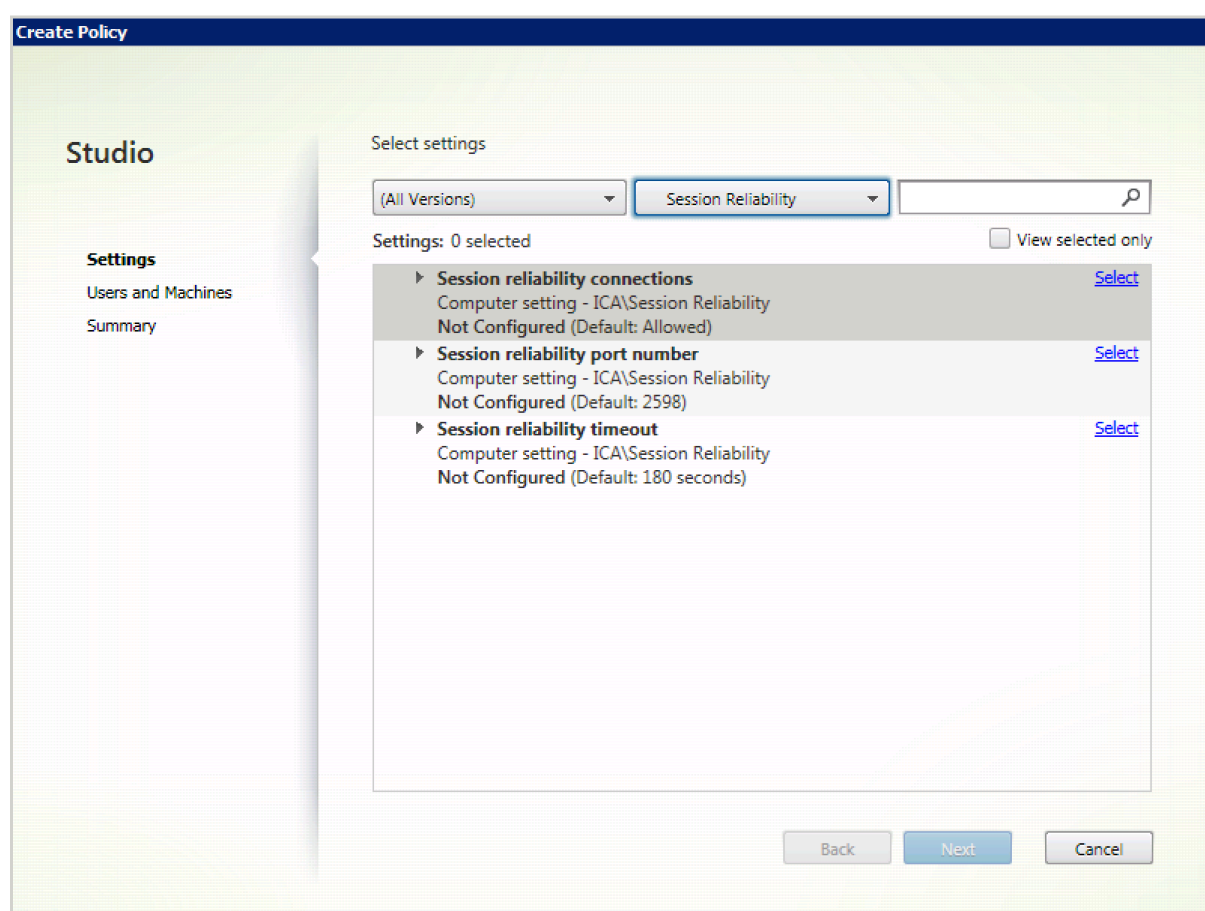 Create Policy
Studio
Settings
Users and Machines
Summary
Select settings
(All Versions)
Session Reliability
Settings: 0 selected
View selected only
Session reliability connections
Select
Computer setting - ICA\Session Reliability
Not Configured (Default: Allowed)
Session reliability port number
Select
Computer setting - ICA\Session Reliability
Not Configured (Default: 2598)
Session reliability timeout
Select
Computer setting - ICA\Session Reliability
Not Configured (Default: 180 seconds)
Back
Next
Cancel